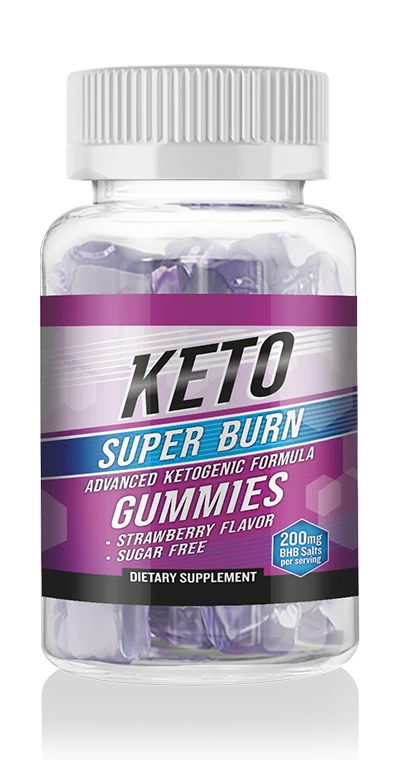 KETO
SUPER BURN
ADVANCED KETOGENIC FORMULA
GUMMIES
• STRAWBERRY FLAVOR
• SUGAR FREE
200mg
BHB Salts
per serving
DIETARY SUPPLEMENT